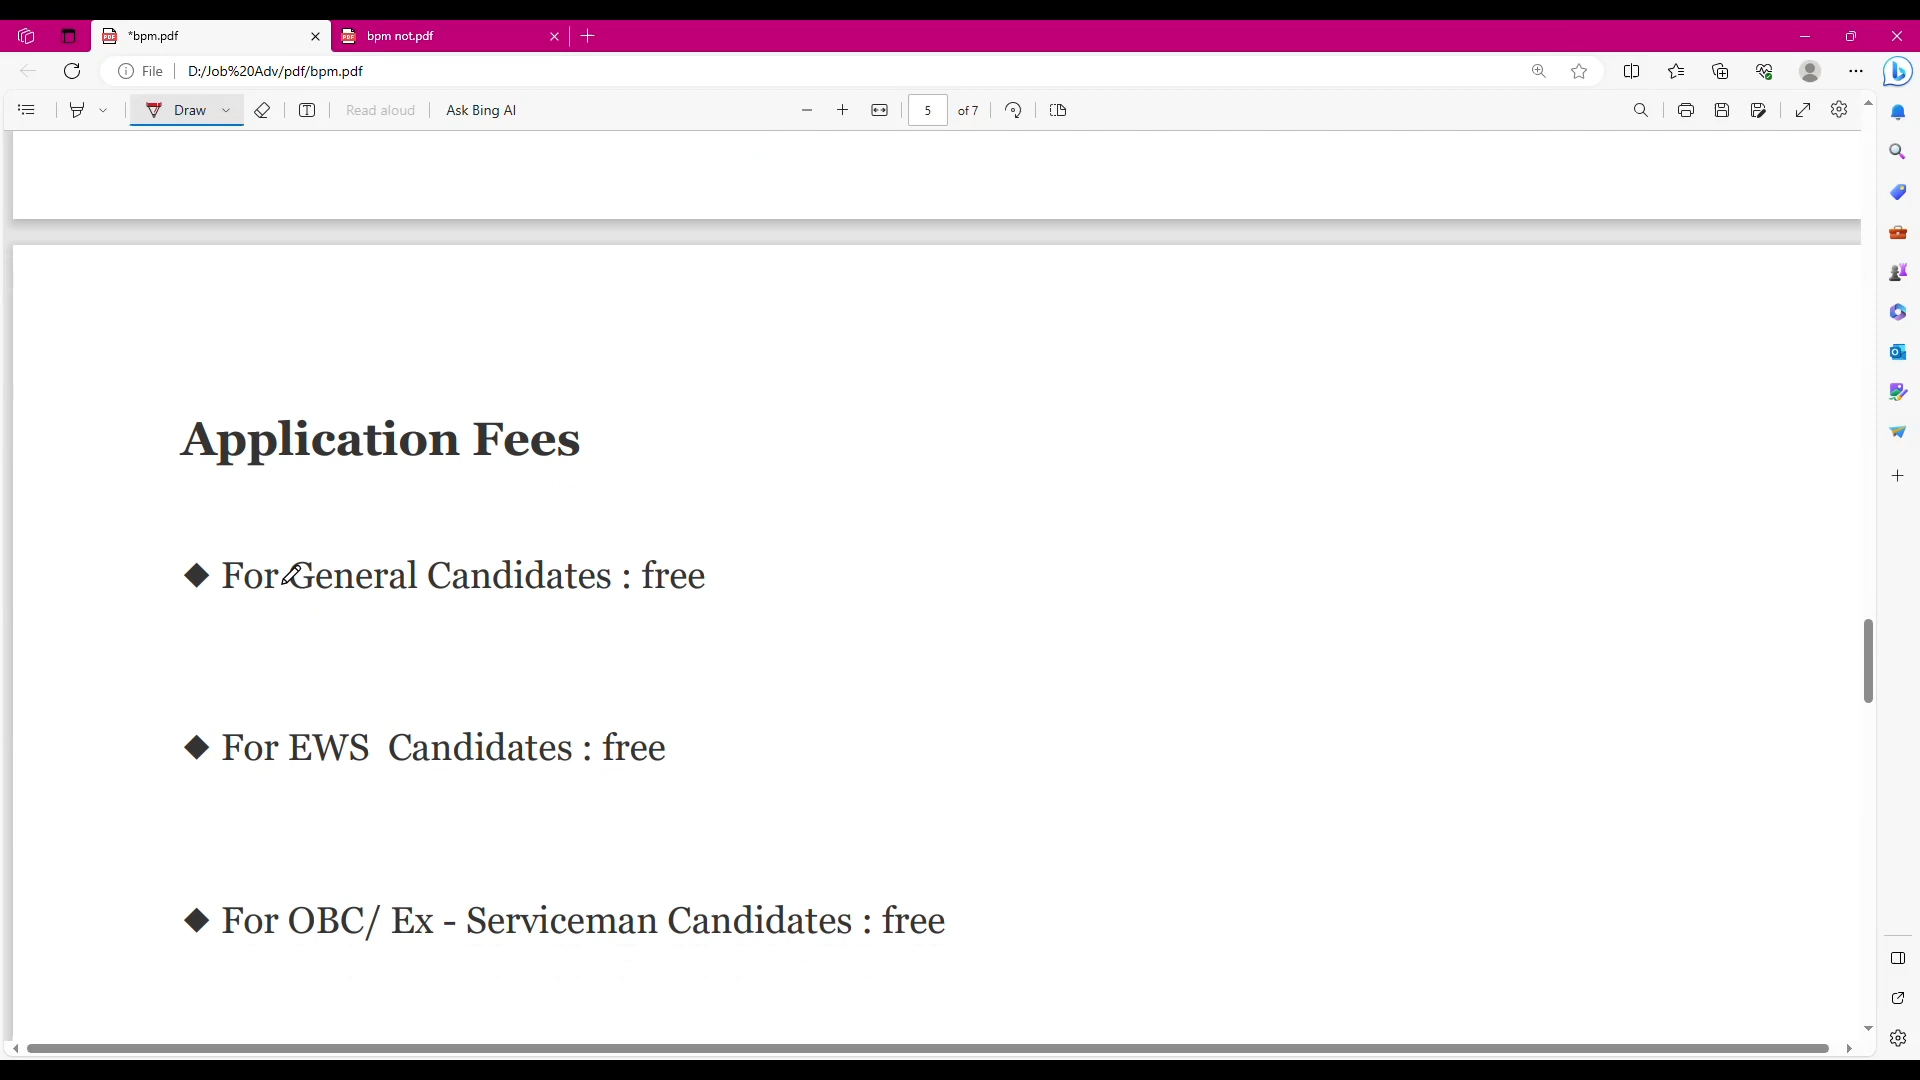 *bpm.pdf
bpm not.pdf
File
D:/Job%20Adv/pdf/bpm.pdf
Draw
Read aloud
Ask Bing AI
5
of 7
Application Fees
◆ For General Candidates : free
◆ For EWS  Candidates : free
◆ For OBC/ Ex - Serviceman Candidates : free